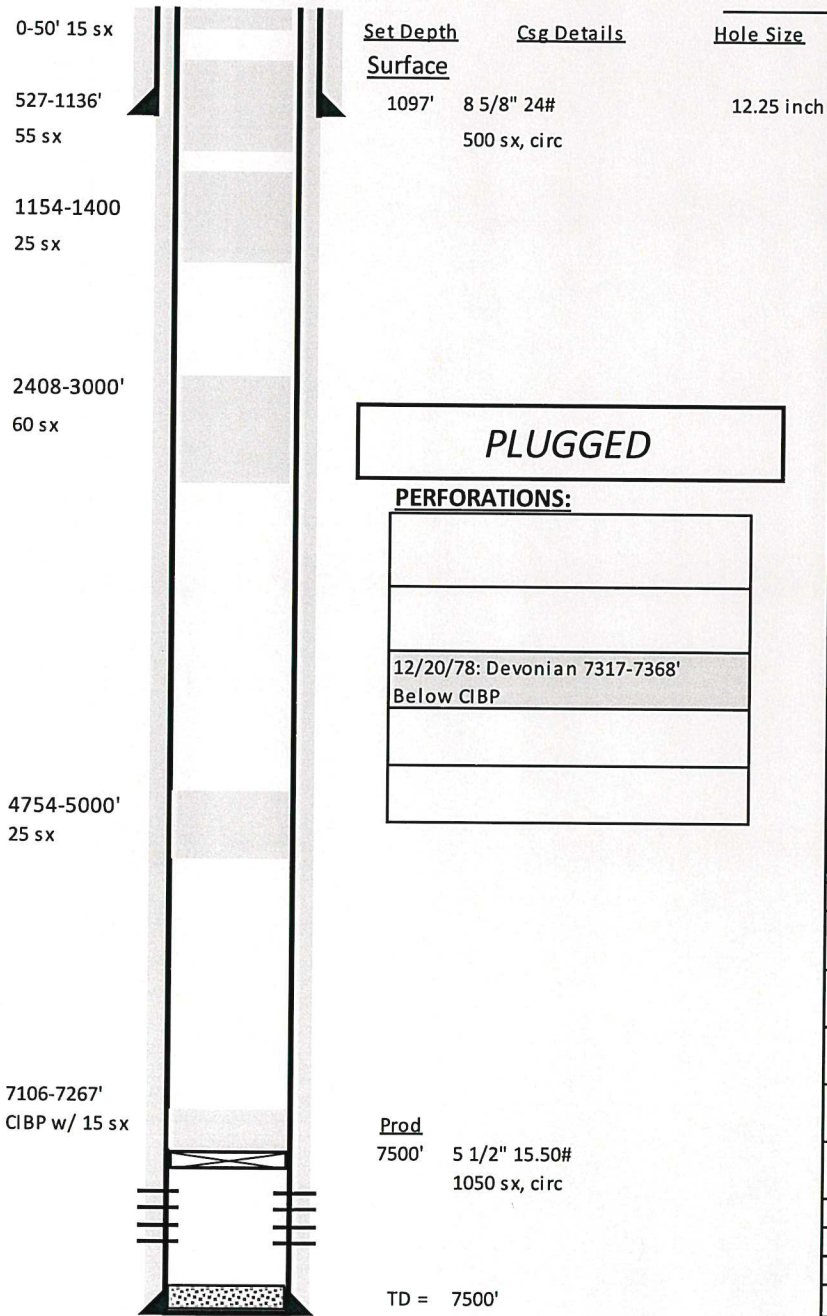 0-50' 15 sx
527-1136'
55 sx
1154-1400
25 sx
2408-3000'
60 sx
4754-5000'
25 sx
7106-7267'
CIBP w/ 15 sx
Set Depth Csg Details Hole Size
Surface
1097' 8 5/8" 24# 12.25 inch
500 sx, circ
PLUGGED
PERFORATIONS:
12/20/78: Devonian 7317-7368'
Below CIBP
Prod
7500' 5 1/2" 15.50#
1050 sx, circ
TD = 7500'